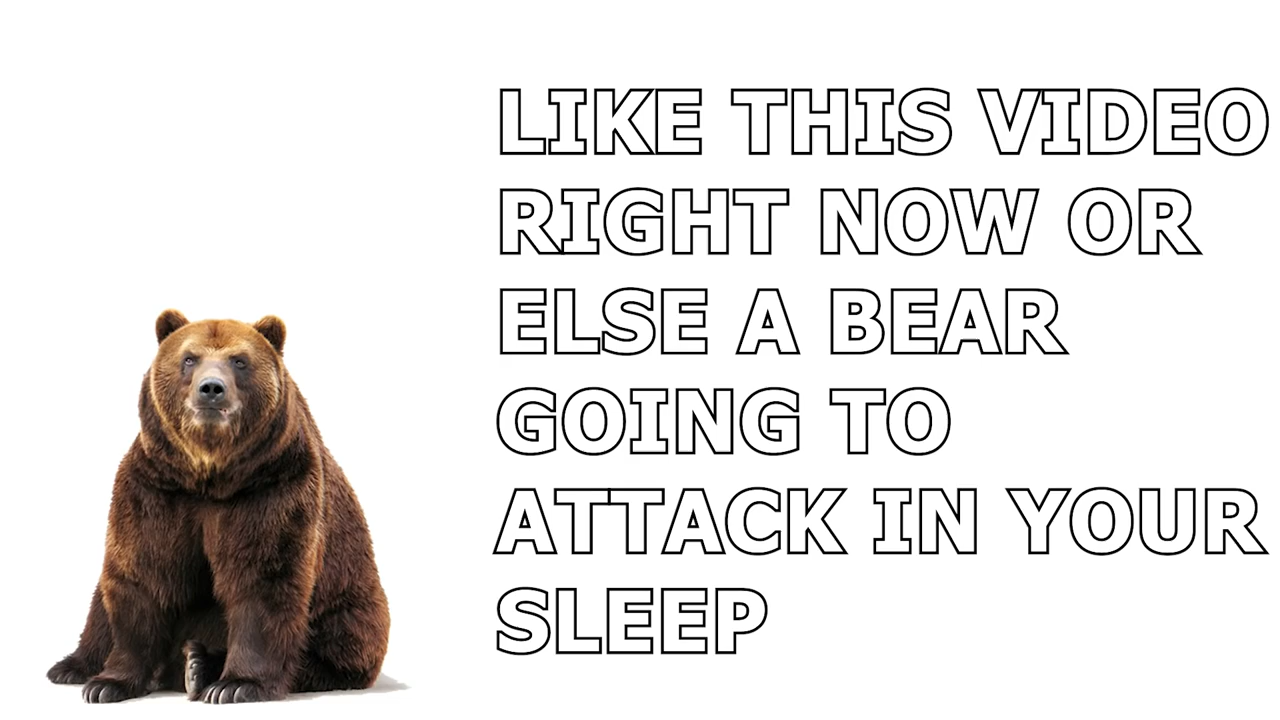 LIKE THIS VIDEO
RIGHT NOW OR
ELSE A BEAR
GOING TO
ATTACK IN YOUR
SLEEP